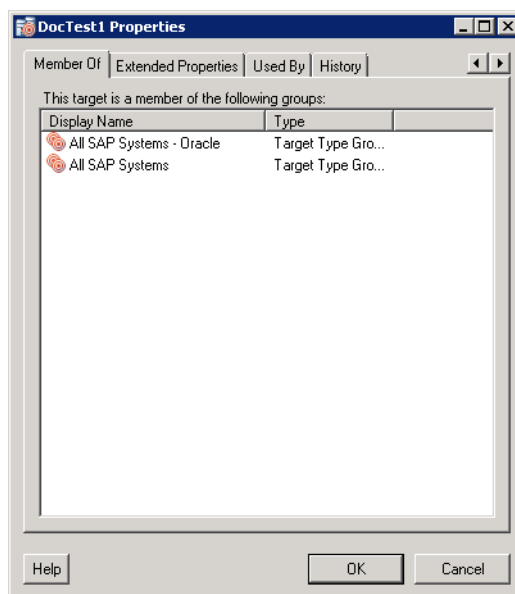 DocTest1 Properties
Member Of Extended Properties Used By History
This target is a member of the following groups:
Display Name Type
All SAP Systems - Oracle Target Type Gro...
All SAP Systems Target Type Gro...
Help OK Cancel